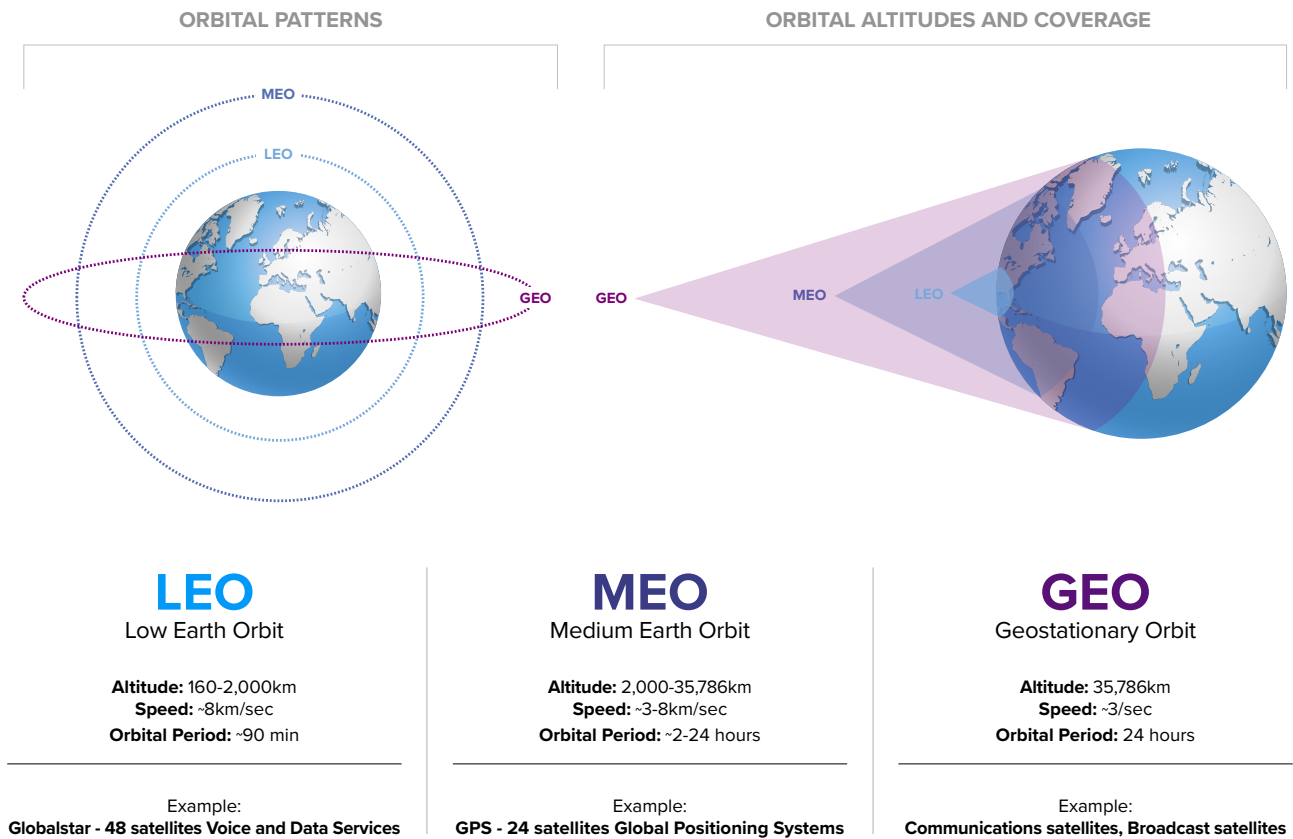 ORBITAL PATTERNS
ORBITAL ALTITUDES AND COVERAGE
MEO
LEO
GEO
GEO
MEO
LEO
LEO
Low Earth Orbit
Altitude: 160-2,000km
Speed: ~8km/sec
Orbital Period: ~90 min
Example:
Globalstar - 48 satellites Voice and Data Services
MEO
Medium Earth Orbit
Altitude: 2,000-35,786km
Speed: ~3-8km/sec
Orbital Period: ~2-24 hours
Example:
GPS - 24 satellites Global Positioning Systems
GEO
Geostationary Orbit
Altitude: 35,786km
Speed: ~3/sec
Orbital Period: 24 hours
Example:
Communications satellites, Broadcast satellites